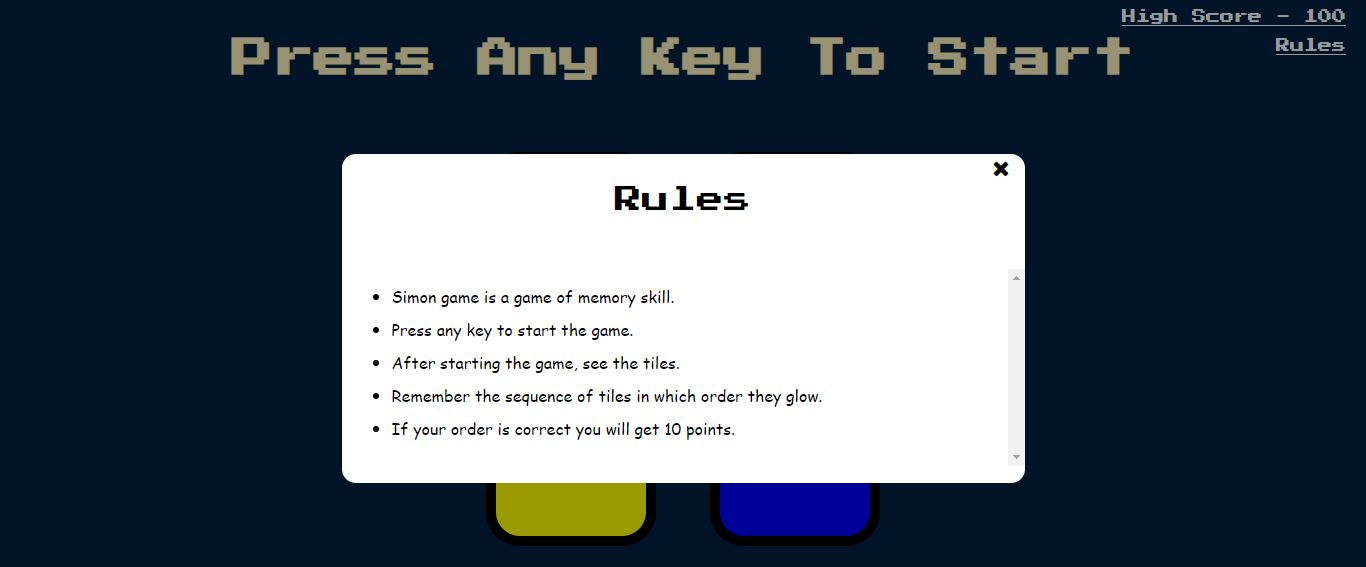 High Score - 100
Press Any Key To Start
Rules
Rules
Simon game is a game of memory skill.
Press any key to start the game.
After starting the game, see the tiles.
Remember the sequence of tiles in which order they glow.
If your order is correct you will get 10 points.